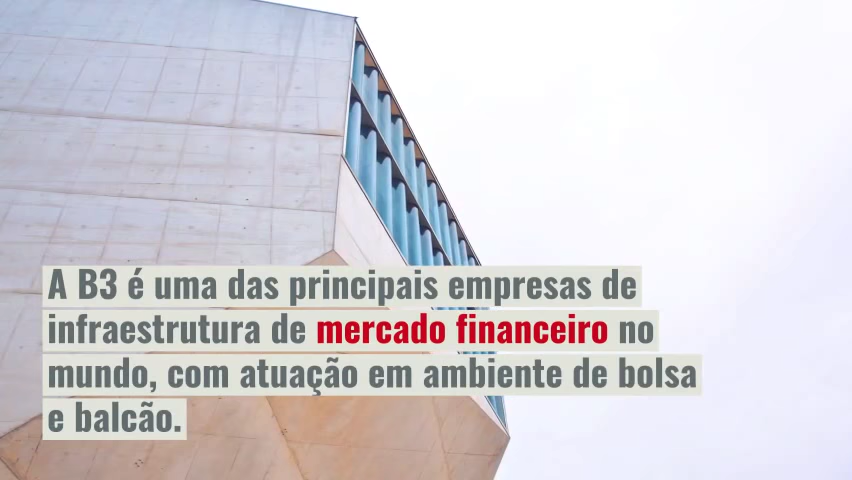 A B3 é uma das principais empresas de
infraestrutura de mercado financeiro no
mundo, com atuação em ambiente de bolsa
e balcão.